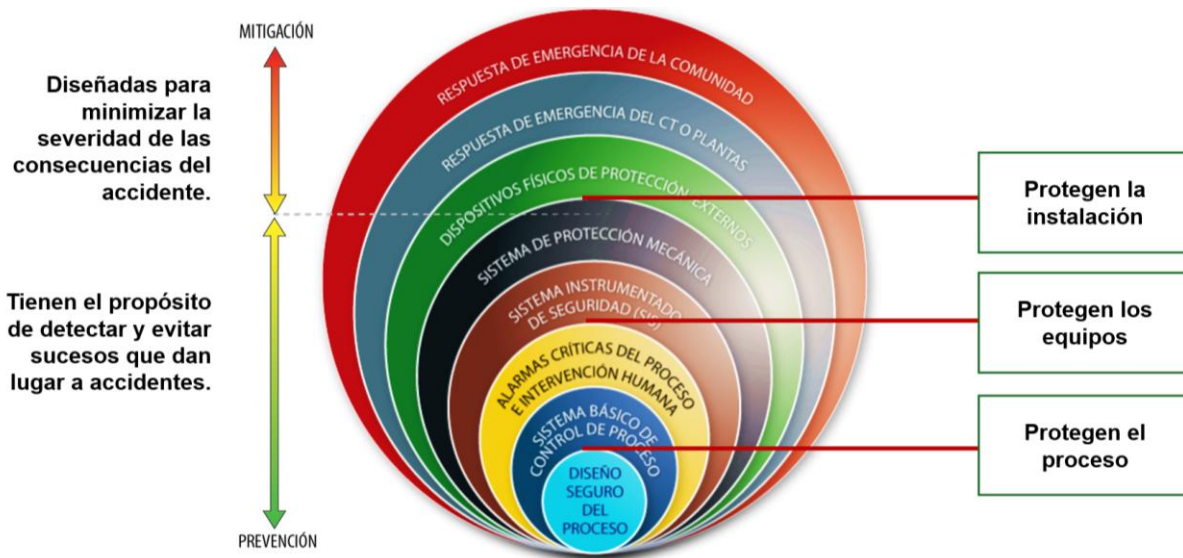 MITIGACIÓN
Diseñadas para
minimizar la
severidad de las
consecuencias del
accidente.
Tienen el propósito
de detectar y evitar
sucesos que dan
lugar a accidentes.
PREVENCIÓN
RESPUESTA DE EMERGENCIA DE LA COMUNIDAD
RESPUESTA DE EMERGENCIA DEL CT O PLANTAS
DISPOSITIVOS FÍSICOS DE PROTECCIÓN EXTERNOS
SISTEMA DE PROTECCIÓN MECÁNICA
SISTEMA INSTRUMENTADO
DE SEGURIDAD (SIS)
ALARMAS CRÍTICAS DEL PROCESO
E INTERVENCIÓN HUMANA
SISTEMA BÁSICO DE
CONTROL DE PROCESO
DISEÑO
SEGURO
DEL
PROCESO
Protegen la
instalación
Protegen los
equipos
Protegen el
proceso